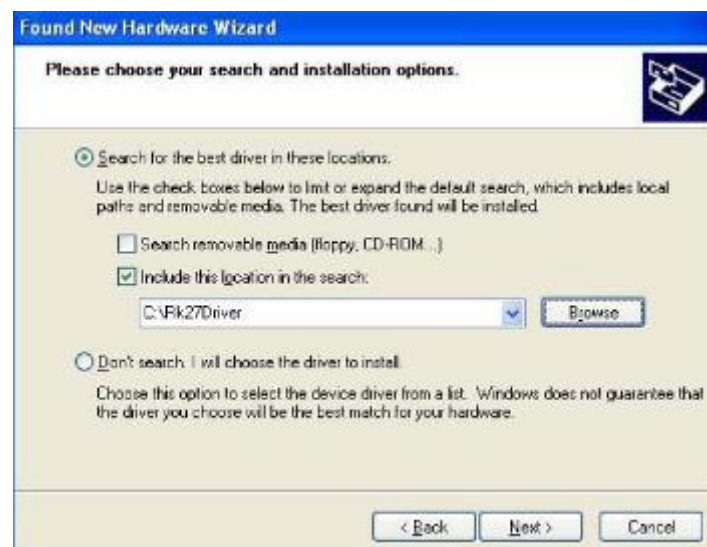 Found New Hardware Wizard
Please choose your search and installation options.
Search for the best driver in these locations.
Use the check boxes below to limit or expand the default search, which includes local
paths and removable media. The best driver found will be installed.
Search removable media (floppy, CD-ROM...)
Include this location in the search:
C:\Rk27Driver
Browse
Don't search. I will choose the driver to install.
Choose this option to select the device driver from a list. Windows does not guarantee that
the driver you choose will be the best match for your hardware.
< Back
Next >
Cancel